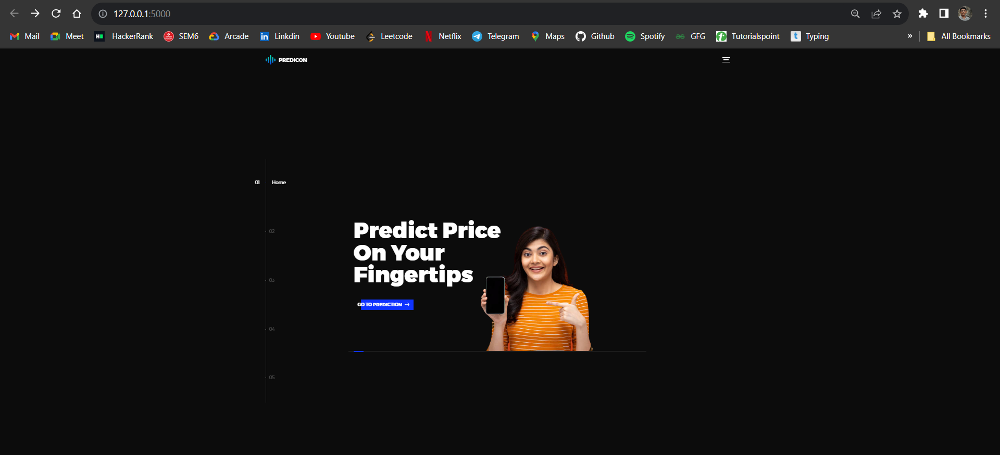 127.0.0.1:5000
Mail Meet HackerRank SEM6 Arcade Linkdin Youtube Leetcode Netflix Telegram Maps Github Spotify GFG Tutorialspoint Typing » All Bookmarks
PREDICON
01 Home
02
Predict Price
On Your
Fingertips
03
GO TO PREDICTION →
04
05